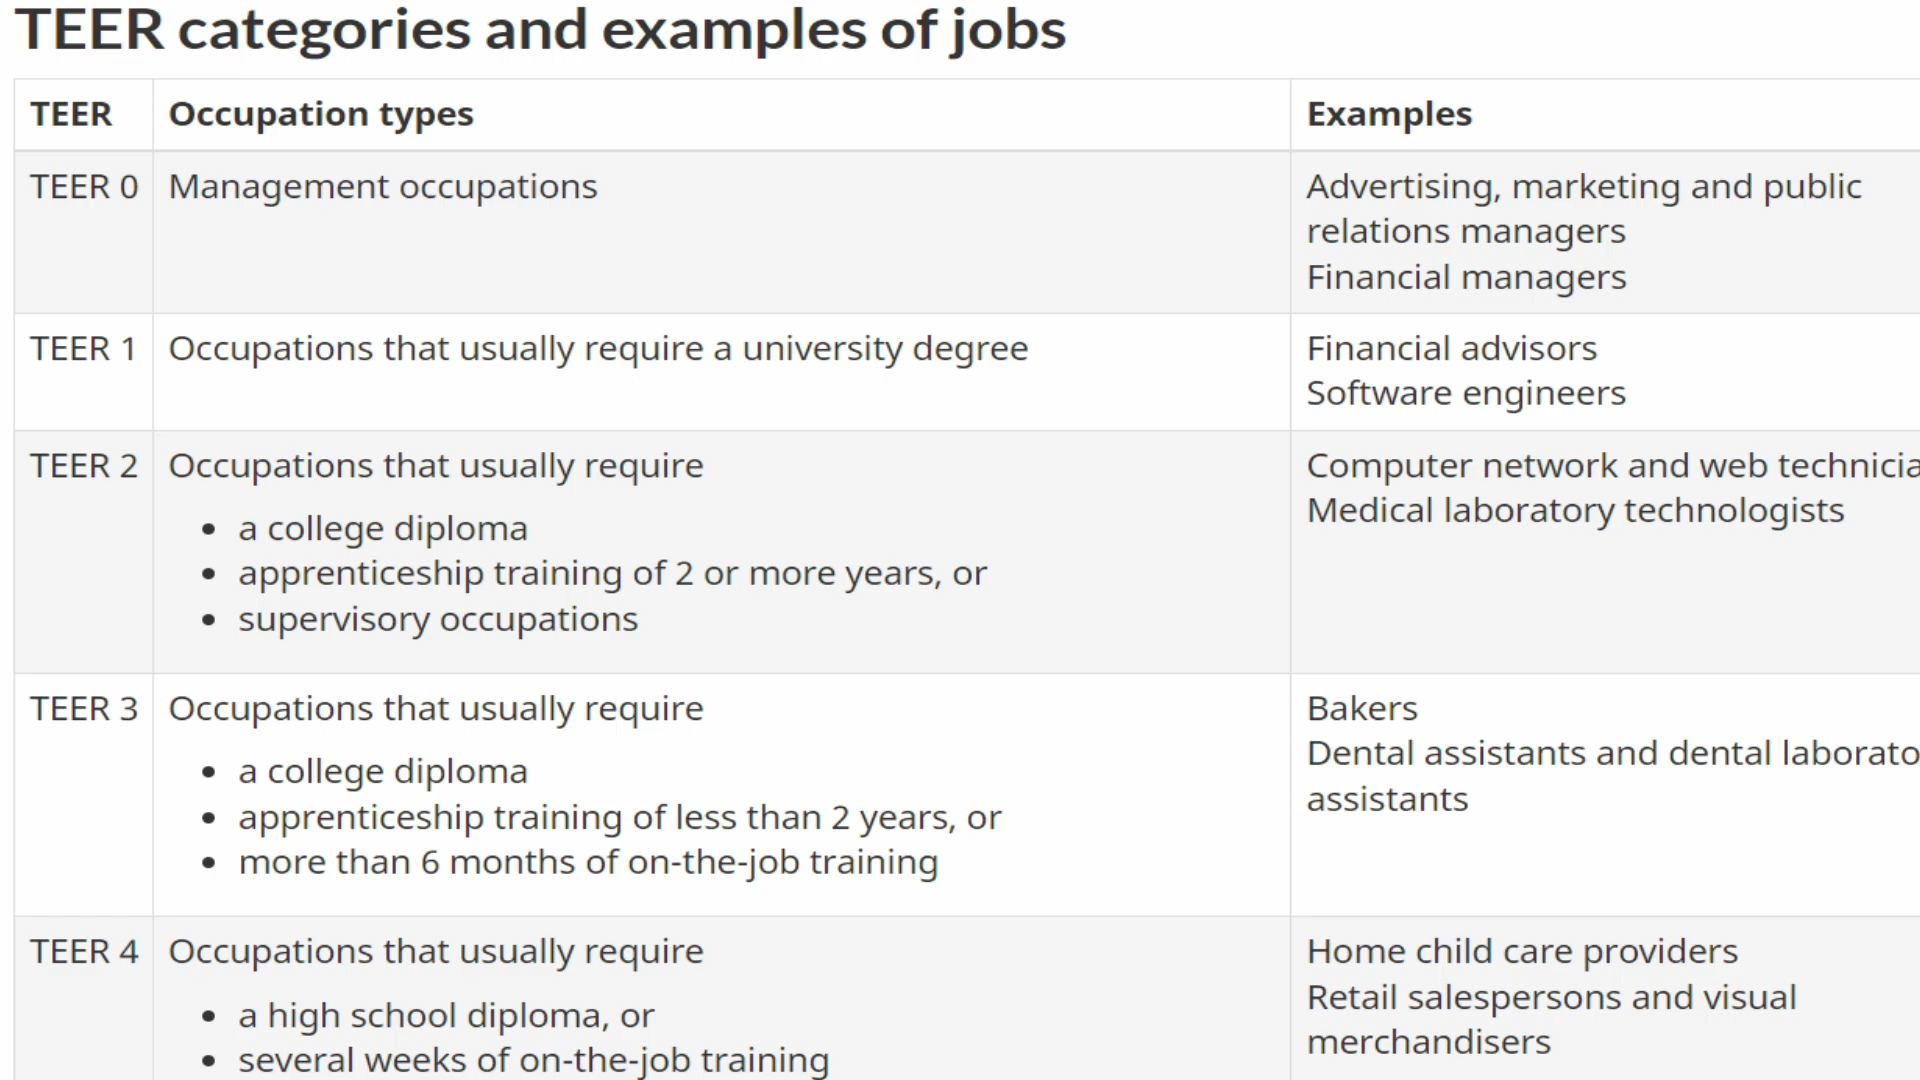 TEER categories and examples of jobs
TEER Occupation types Examples
TEER 0 Management occupations Advertising, marketing and public
relations managers
Financial managers
TEER 1 Occupations that usually require a university degree Financial advisors
Software engineers
TEER 2 Occupations that usually require Computer network and web technicia
Medical laboratory technologists
a college diploma
apprenticeship training of 2 or more years, or
supervisory occupations
TEER 3 Occupations that usually require Bakers
Dental assistants and dental laborato
assistants
a college diploma
apprenticeship training of less than 2 years, or
more than 6 months of on-the-job training
TEER 4 Occupations that usually require Home child care providers
Retail salespersons and visual
merchandisers
a high school diploma, or
several weeks of on-the-job training